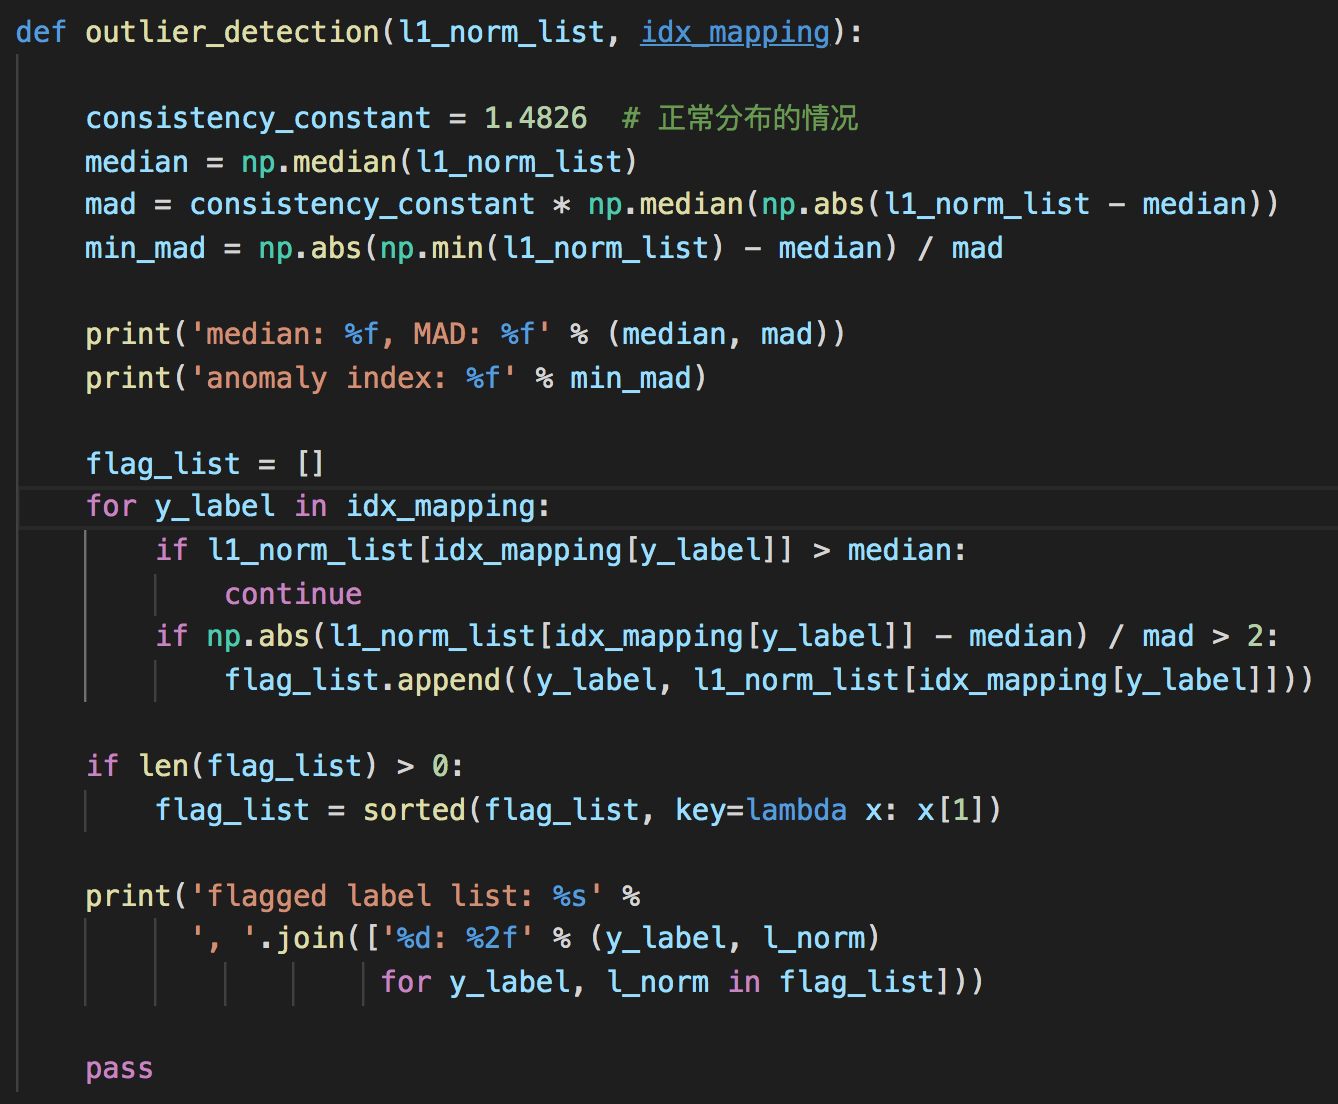 def outlier_detection(l1_norm_list, idx_mapping):
consistency_constant = 1.4826  # 正常分布的情况
median = np.median(l1_norm_list)
mad = consistency_constant * np.median(np.abs(l1_norm_list - median))
min_mad = np.abs(np.min(l1_norm_list) - median) / mad
print('median: %f, MAD: %f' % (median, mad))
print('anomaly index: %f' % min_mad)
flag_list = []
for y_label in idx_mapping:
if l1_norm_list[idx_mapping[y_label]] > median:
continue
if np.abs(l1_norm_list[idx_mapping[y_label]] - median) / mad > 2:
flag_list.append((y_label, l1_norm_list[idx_mapping[y_label]]))
if len(flag_list) > 0:
flag_list = sorted(flag_list, key=lambda x: x[1])
print('flagged label list: %s' %
', '.join(['%d: %2f' % (y_label, l_norm)
for y_label, l_norm in flag_list]))
pass